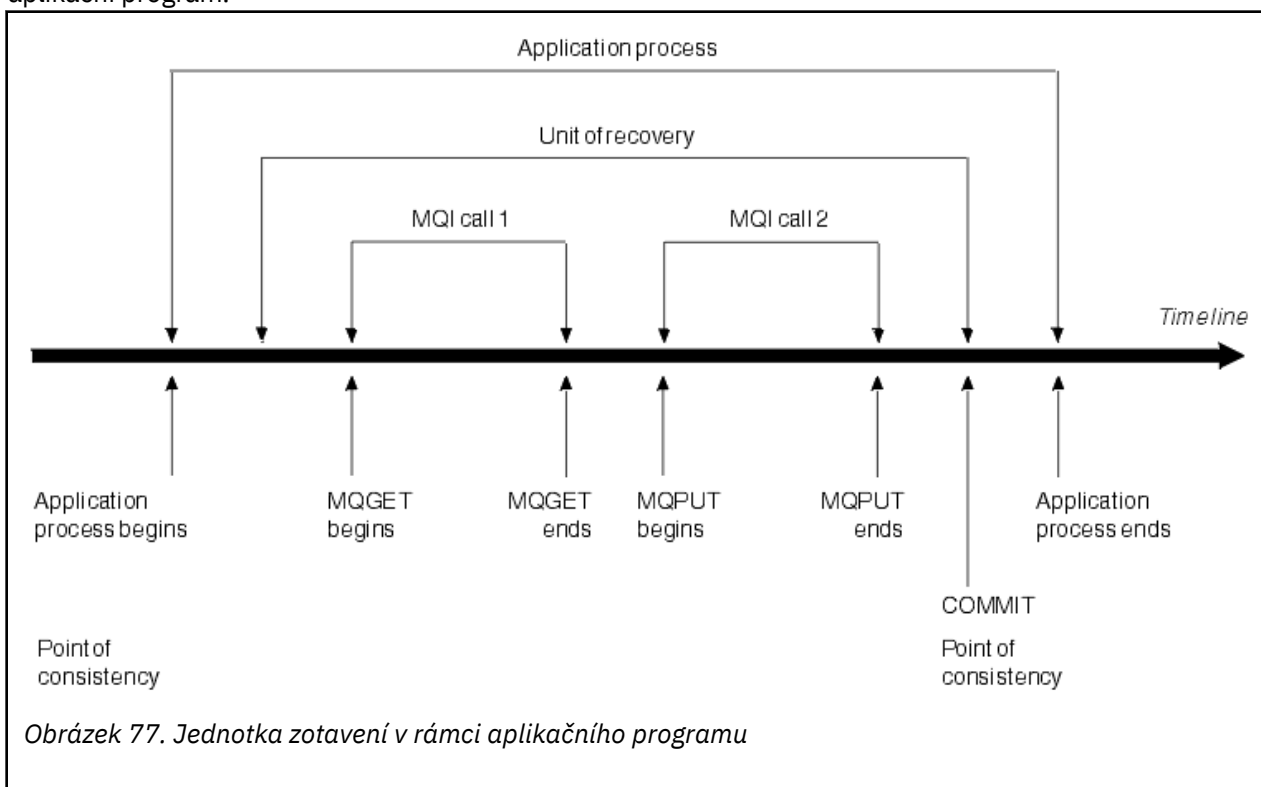 aplikační program.
Application process
Unit of recovery
MQI call 1
MQI call 2
Timeline
Application
process begins
MQGET
begins
MQGET
ends
MQPUT
begins
MQPUT
ends
Application
process ends
COMMIT
Point of
consistency
Point of
consistency
Obrázek 77. Jednotka zotavení v rámci aplikačního programu